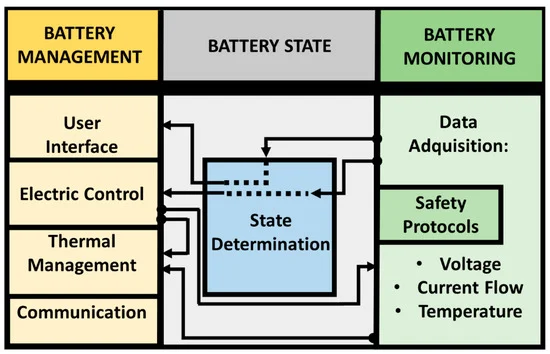 BATTERY
MANAGEMENT
BATTERY STATE
BATTERY
MONITORING
User
Interface
Electric Control
Thermal
Management
Communication
State
Determination
Data
Adquisition:
Safety
Protocols
• Voltage
• Current Flow
• Temperature